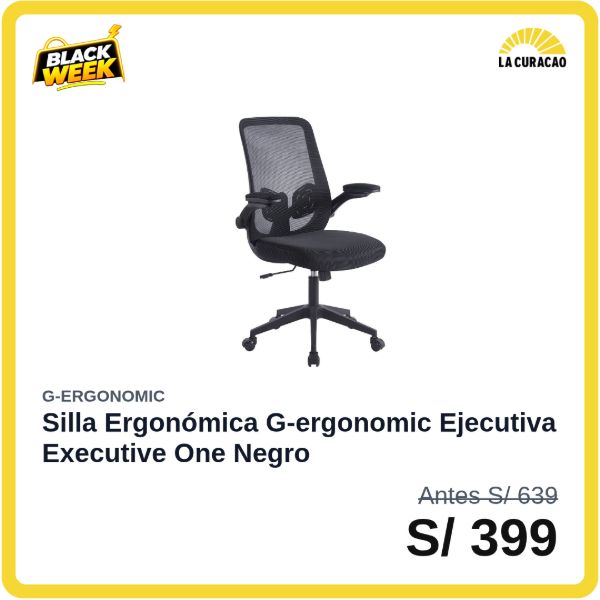 BLACK
WEEK
LA CURACAO
G-ERGONOMIC
Silla Ergonómica G-ergonomic Ejecutiva
Executive One Negro
Antes S/ 639
S/ 399